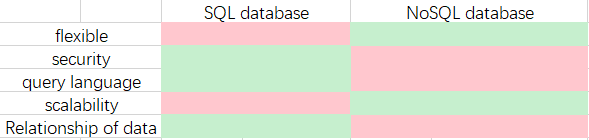 SQL database NoSQL database
flexible
security
query language
scalability
Relationship of data